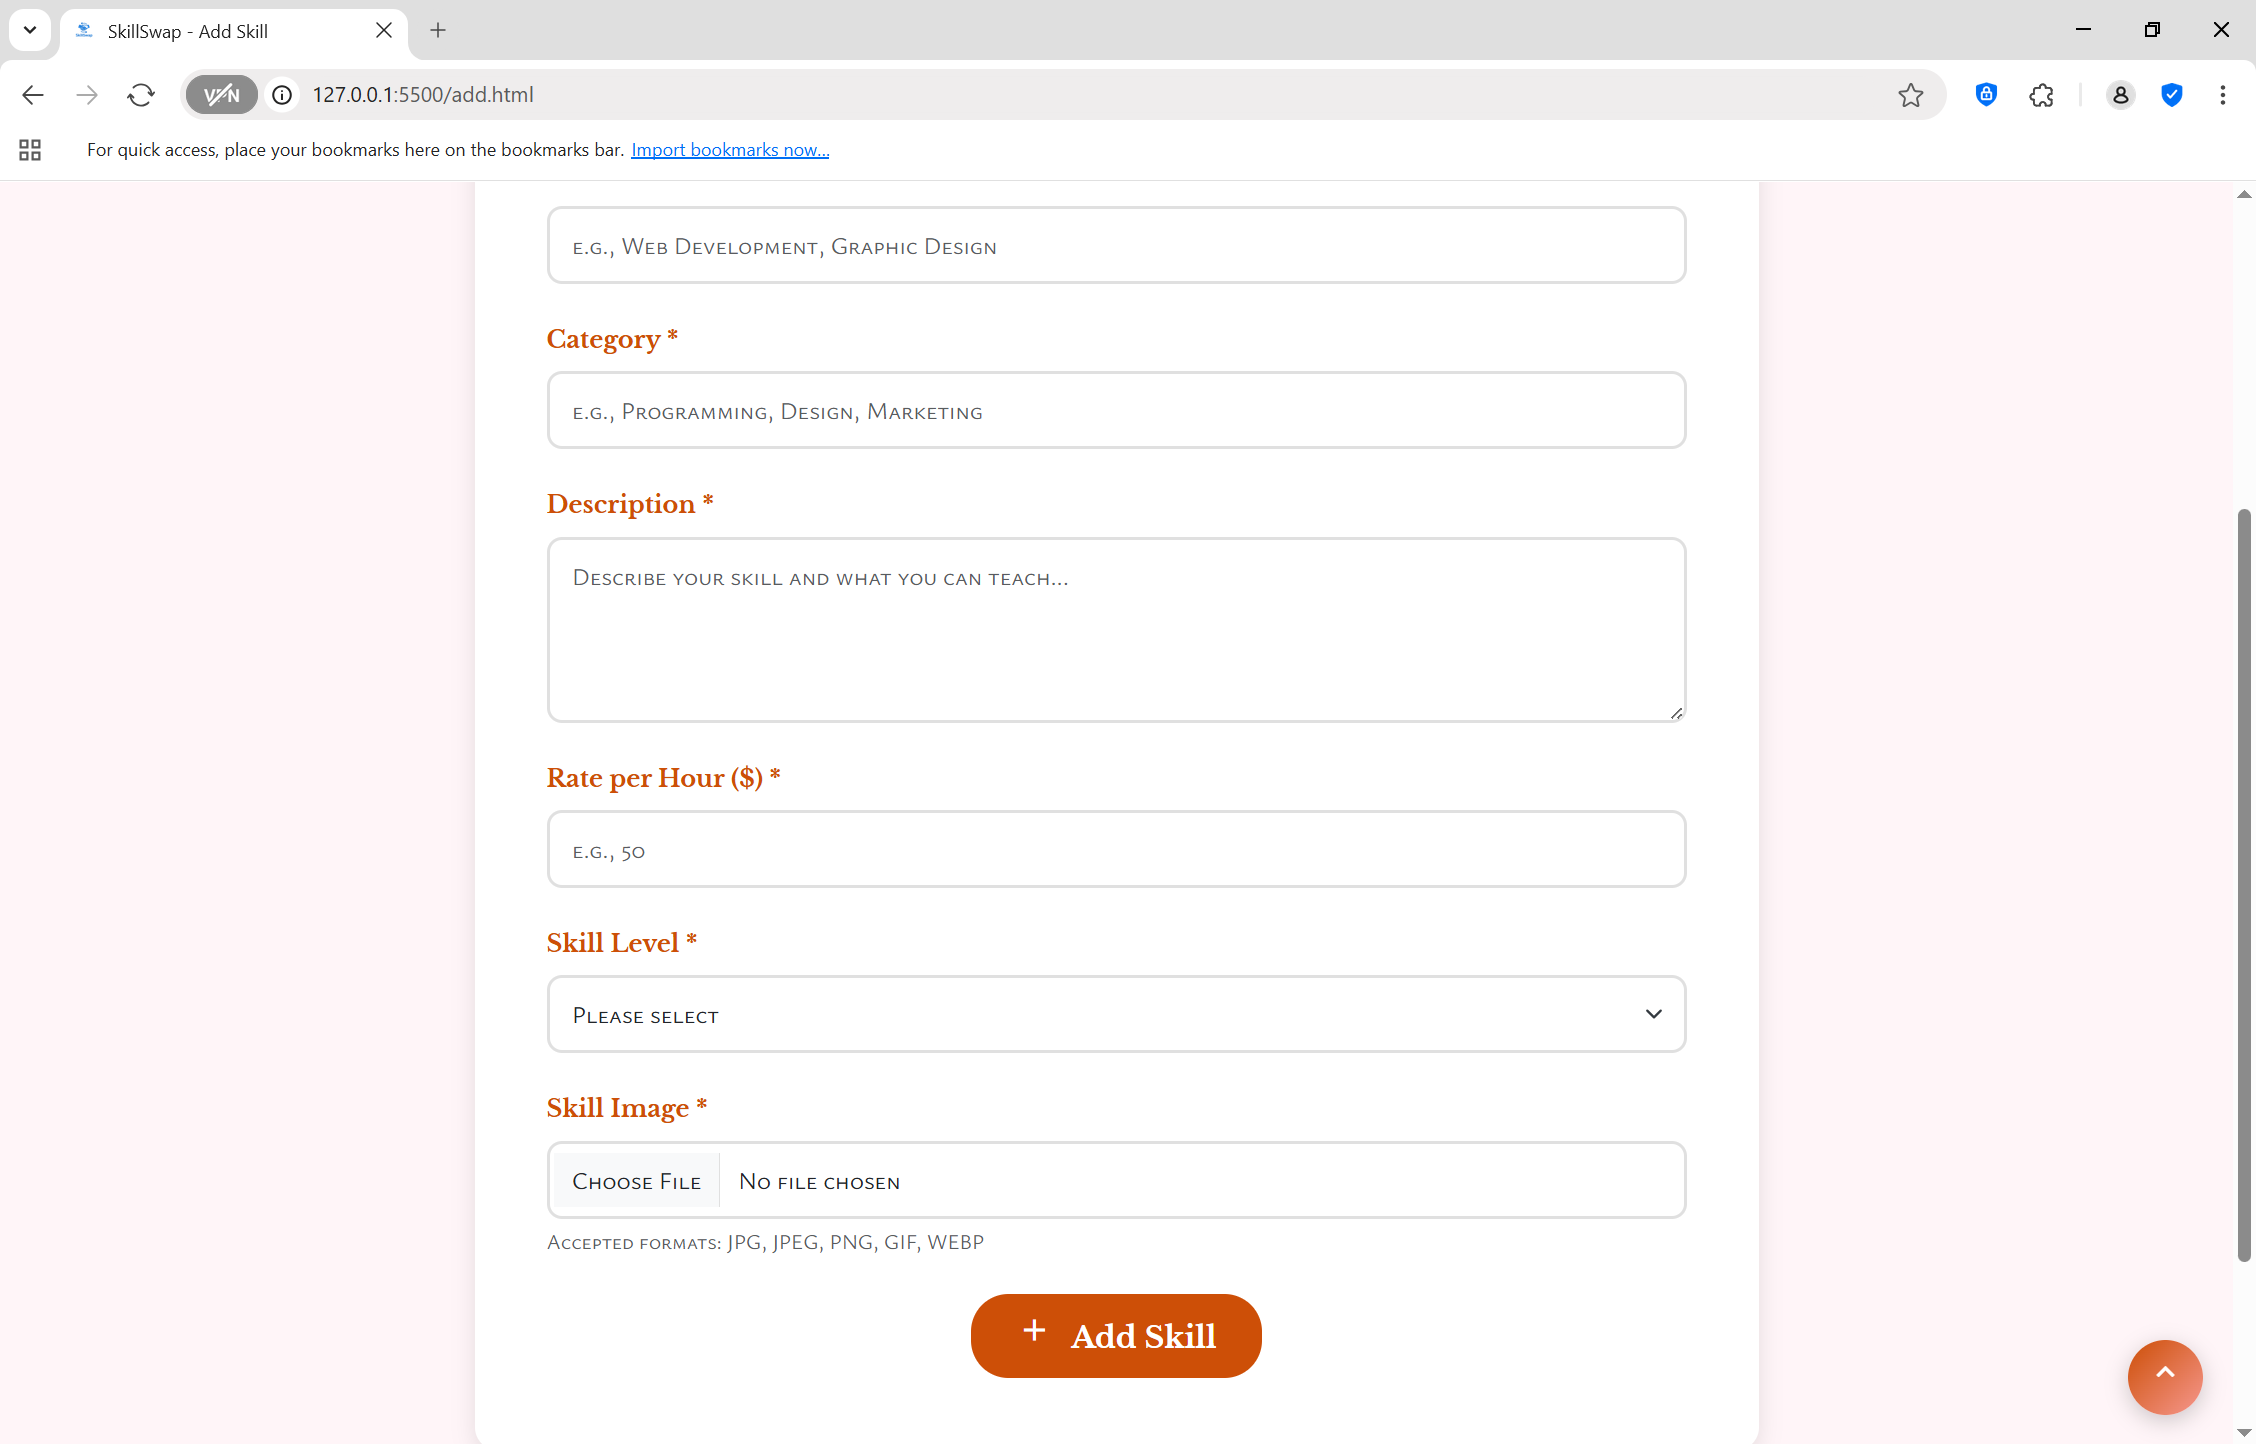 SkillSwap - Add Skill
VPN
127.0.0.1:5500/add.html
For quick access, place your bookmarks here on the bookmarks bar. Import bookmarks now...
e.g., Web Development, Graphic Design
Category *
e.g., Programming, Design, Marketing
Description *
Describe your skill and what you can teach...
Rate per Hour ($) *
e.g., 50
Skill Level *
Please select
Skill Image *
Choose File No file chosen
Accepted formats: JPG, JPEG, PNG, GIF, WEBP
+ Add Skill